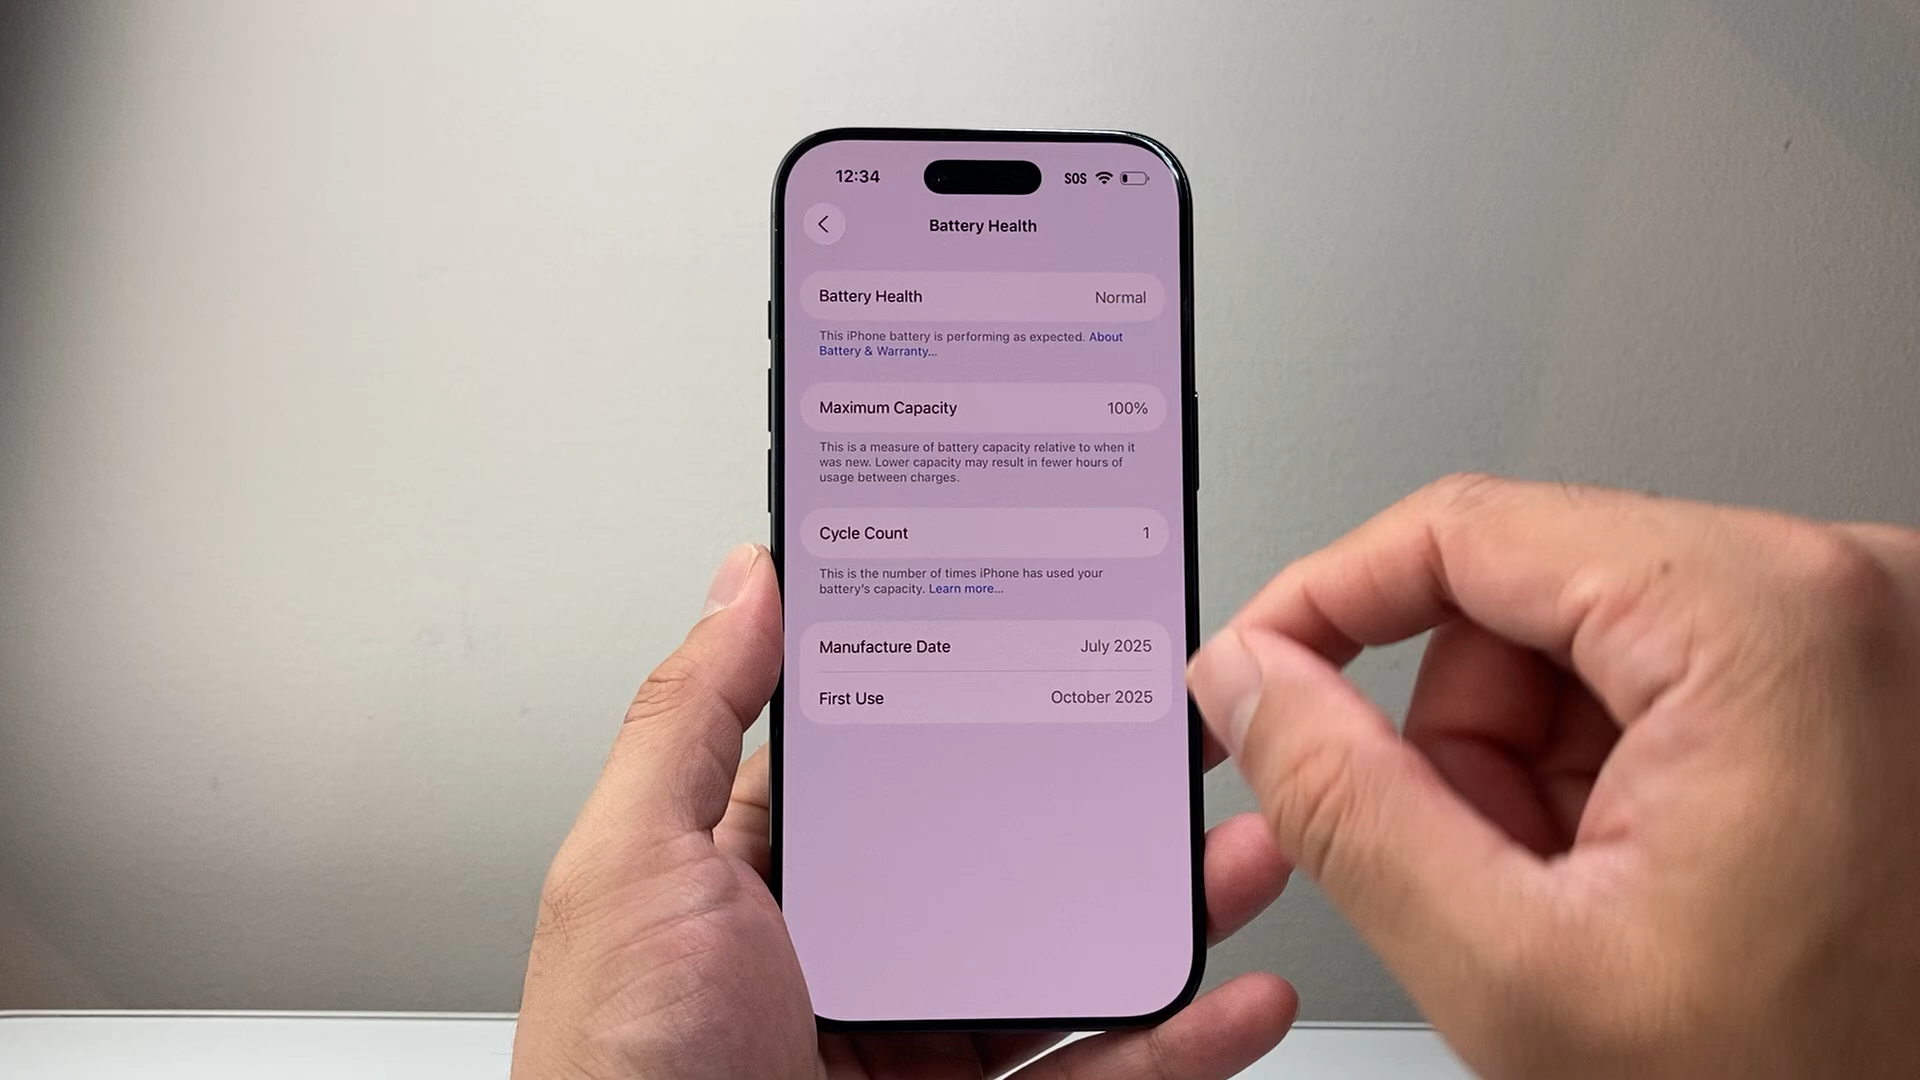 12:34 SOS
Battery Health
Battery Health Normal
This iPhone battery is performing as expected. About
Battery & Warranty...
Maximum Capacity 100%
This is a measure of battery capacity relative to when it
was new. Lower capacity may result in fewer hours of
usage between charges.
Cycle Count 1
This is the number of times iPhone has used your
battery's capacity. Learn more...
Manufacture Date July 2025
First Use October 2025